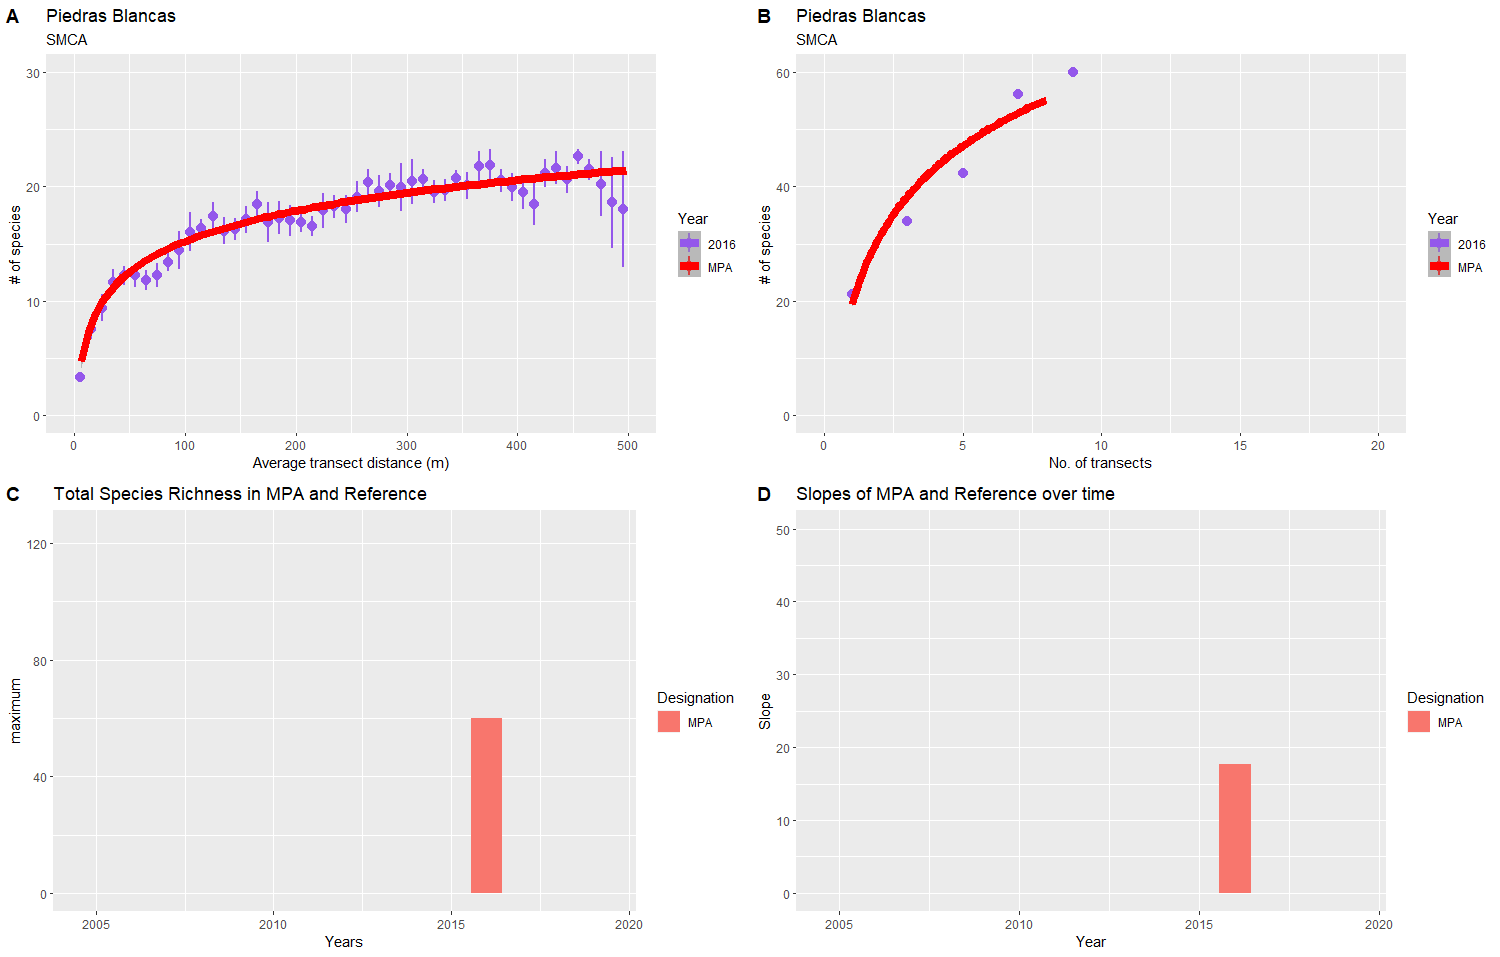 A
Piedras Blancas
SMCA
# of species
30
20
10
0
0 100 200 300 400 500
Average transect distance (m)
Year
2016
MPA
B
Piedras Blancas
SMCA
# of species
60
40
20
0
0 5 10 15 20
No. of transects
Year
2016
MPA
C
Total Species Richness in MPA and Reference
maximum
120
80
40
0
2005 2010 2015 2020
Years
Designation
MPA
D
Slopes of MPA and Reference over time
Slope
50
40
30
20
10
0
2005 2010 2015 2020
Year
Designation
MPA